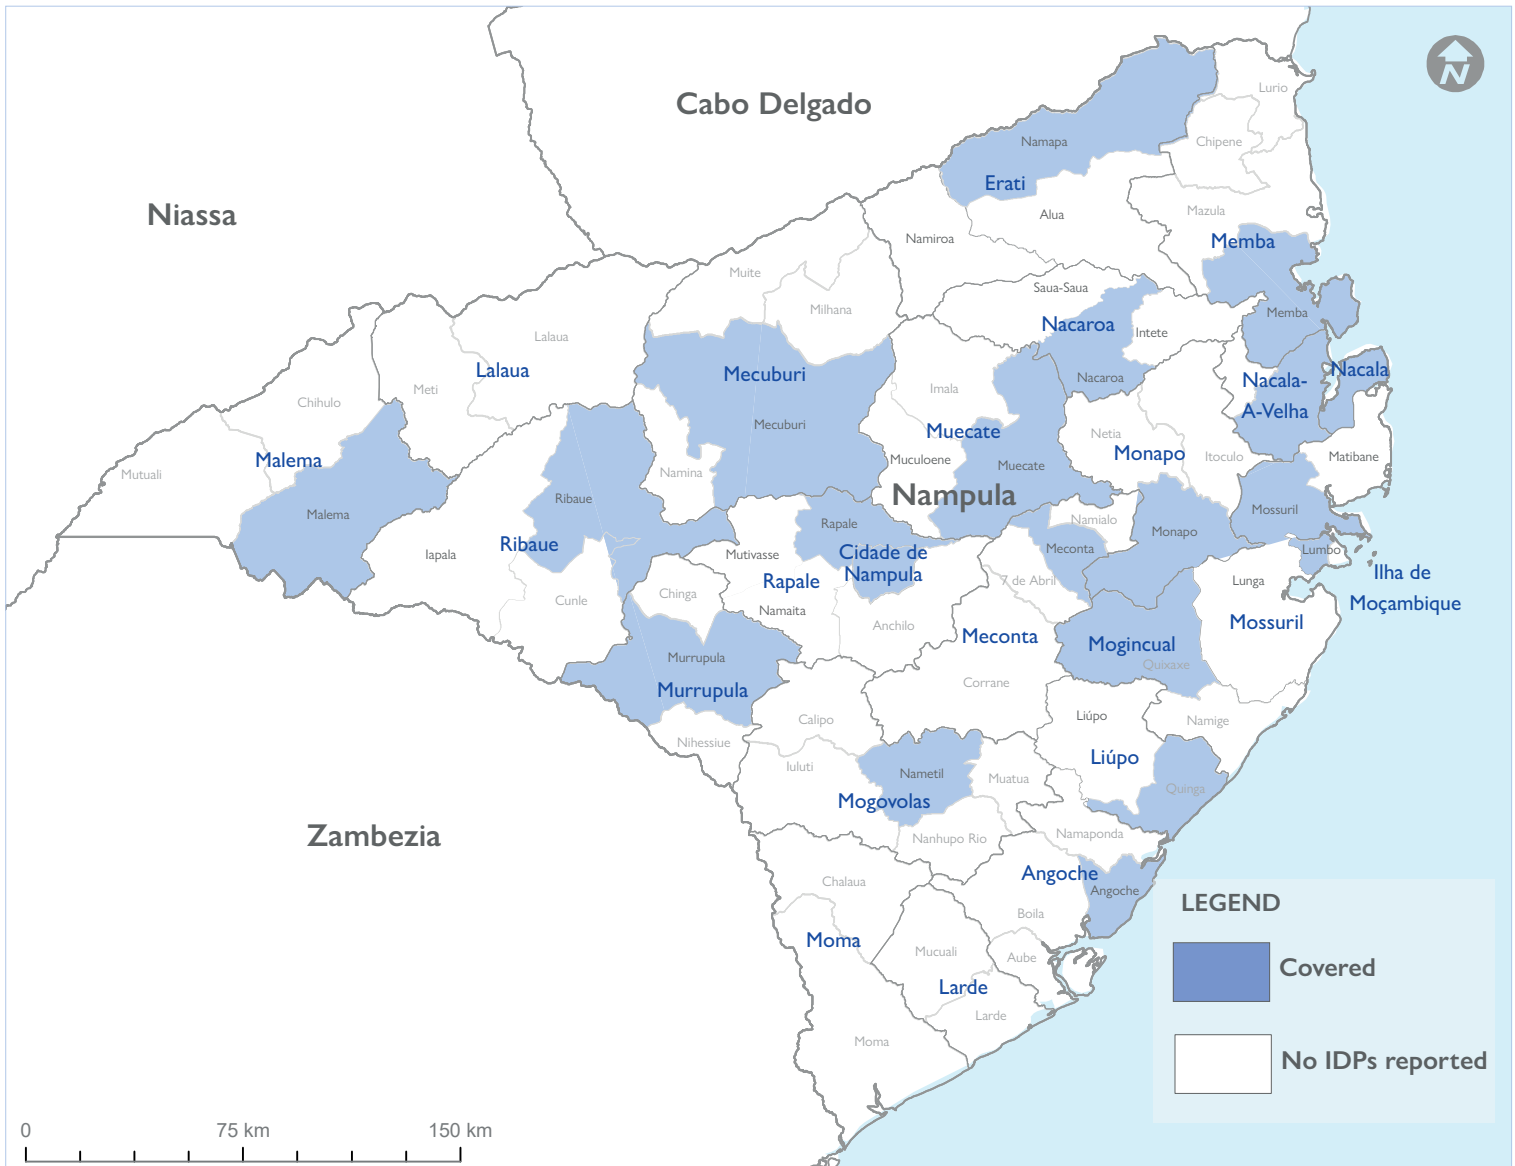 N
Cabo Delgado
Niassa
Zambezia
Nampula
Lurio
Chipene
Namapa
Erati
Alua
Mazula
Namiroa
Memba
Muite
Milhana
Saua-Saua
Nacaroa
Intete
Memba
Lalaua
Lalaua
Meti
Chihulo
Mecuburi
Mecuburi
Imala
Nacaroa
Nacala-
A-Velha
Nacala
Malema
Mutuali
Malema
Muecate
Muculoene
Muecate
Netia
Monapo
Itoculo
Matibane
Namina
Ribaue
Ribaue
Iapala
Cunle
Rapale
Mutivasse
Cidade de
Nampula
Rapale
Namaita
Chinga
Anchilo
Namialo
Meconta
7 de Abril
Meconta
Monapo
Mossuril
Lumbo
Lunga
Mossuril
Ilha de
Moçambique
Mogincual
Quixaxe
Murrupula
Murrupula
Nihessiue
Corrane
Calipo
Liúpo
Liúpo
Namige
Iuluti
Nametil
Mogovolas
Muatua
Quinga
Nanhupo Rio
Namaponda
Chalaua
Angoche
Angoche
Boila
Moma
Mucuali
Aube
Larde
Larde
Moma
LEGEND
Covered
No IDPs reported
0
75 km
150 km